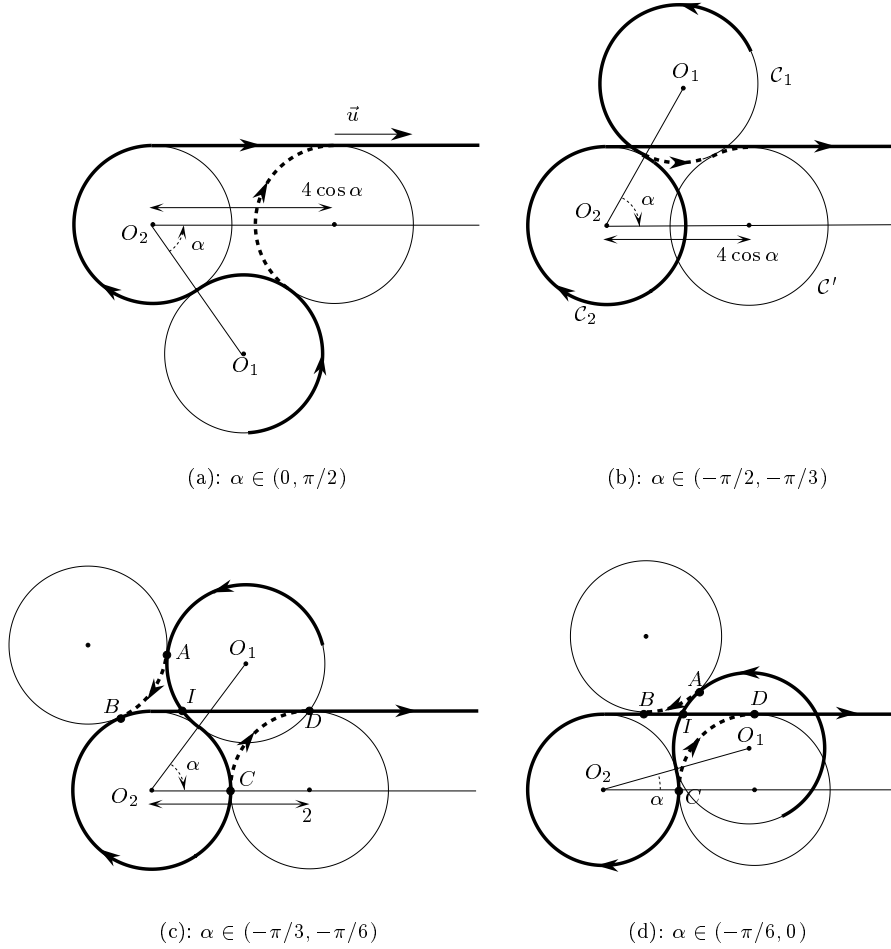 O₁
𝒞₁
u⃗
4 cos α
O₂
α
O₂
α
4 cos α
O₁
𝒞₂
𝒞′
(a): α ∈ (0, π/2)
(b): α ∈ (−π/2, −π/3)
A
O₁
B
I
D
α
O₂
C
2
A
B
I
D
O₁
O₂
α
C
(c): α ∈ (−π/3, −π/6)
(d): α ∈ (−π/6, 0)